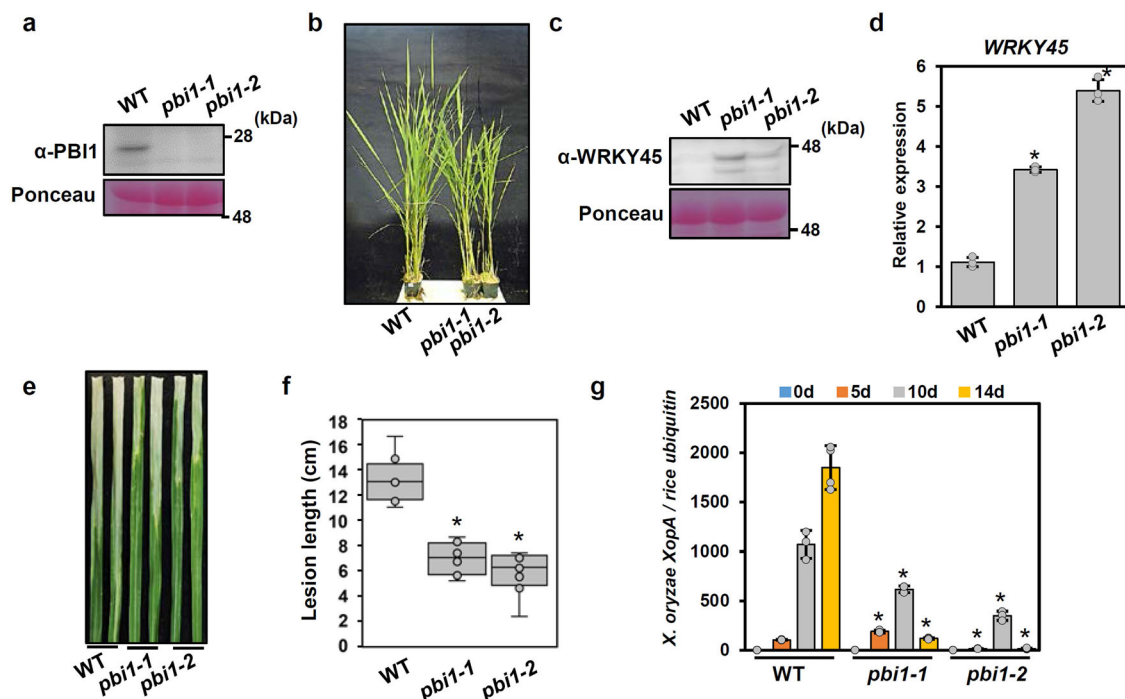 a
WT pbi1-1 pbi1-2
(kDa)
α-PBI1
28
Ponceau
48
b
WT
pbi1-1
pbi1-2
c
WT pbi1-1 pbi1-2
(kDa)
α-WRKY45
48
Ponceau
48
d
WRKY45
Relative expression
6
5
4
3
2
1
0
*
*
WT
pbi1-1
pbi1-2
e
WT
pbi1-1
pbi1-2
f
Lesion length (cm)
18
16
14
12
10
8
6
4
2
0
*
*
WT
pbi1-1
pbi1-2
g
0d 5d 10d 14d
X. oryzae XopA / rice ubiquitin
2500
2000
1500
1000
500
0
* * *
* * *
WT
pbi1-1
pbi1-2